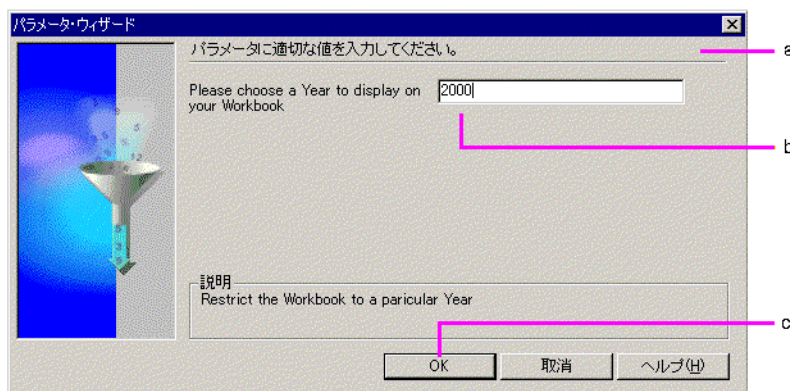 パラメータ・ウィザード
パラメータに適切な値を入力してください。
a
Please choose a Year to display on
your Workbook
2000
b
説明
Restrict the Workbook to a paricular Year
c
OK
取消
ヘルプ(H)